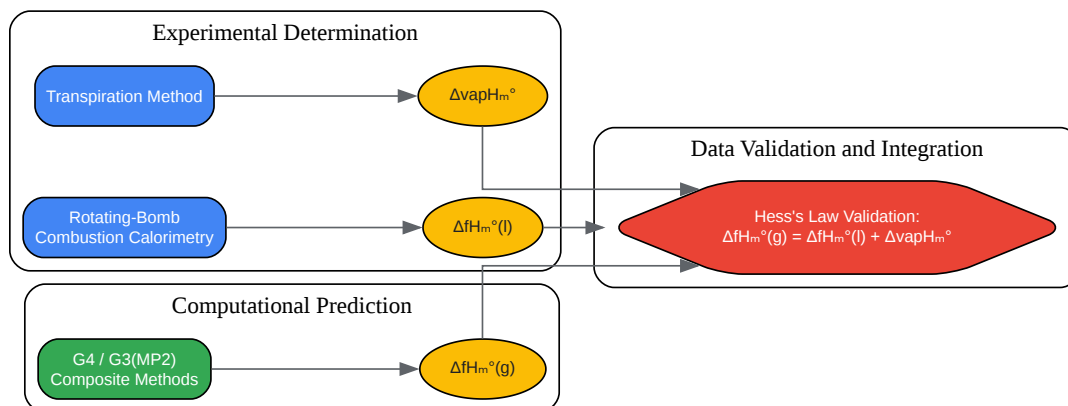 Experimental Determination
Transpiration Method
ΔvapHₘ°
Rotating-Bomb
Combustion Calorimetry
ΔfHₘ°(l)
Data Validation and Integration
Hess's Law Validation:
ΔfHₘ°(g) = ΔfHₘ°(l) + ΔvapHₘ°
Computational Prediction
G4 / G3(MP2)
Composite Methods
ΔfHₘ°(g)